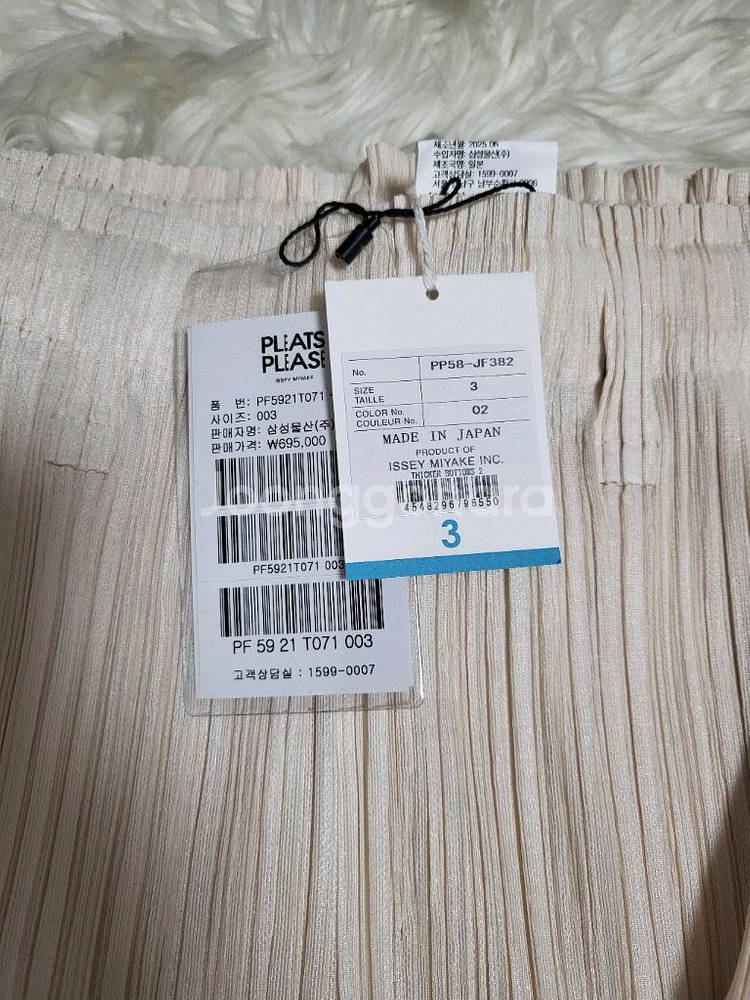 제조년월: 2025.06
수입자명: 삼성물산(주)
제조국명: 일본
고객상담실: 1599-0007
PLEATS
PLEASE
ISSEY MIYAKE
품 번: PF5921T071
사이즈: 003
판매자명: 삼성물산(주)
판매가격: ₩695,000
PF5921T071 003
PF 59 21 T071 003
고객상담실 : 1599-0007
No. PP58-JF382
SIZE
TAILLE 3
COLOR No.
COULEUR No. 02
MADE IN JAPAN
PRODUCT OF
ISSEY MIYAKE INC.
THICKER BOTTOMS 2
4548296796550
3
Joonggonara